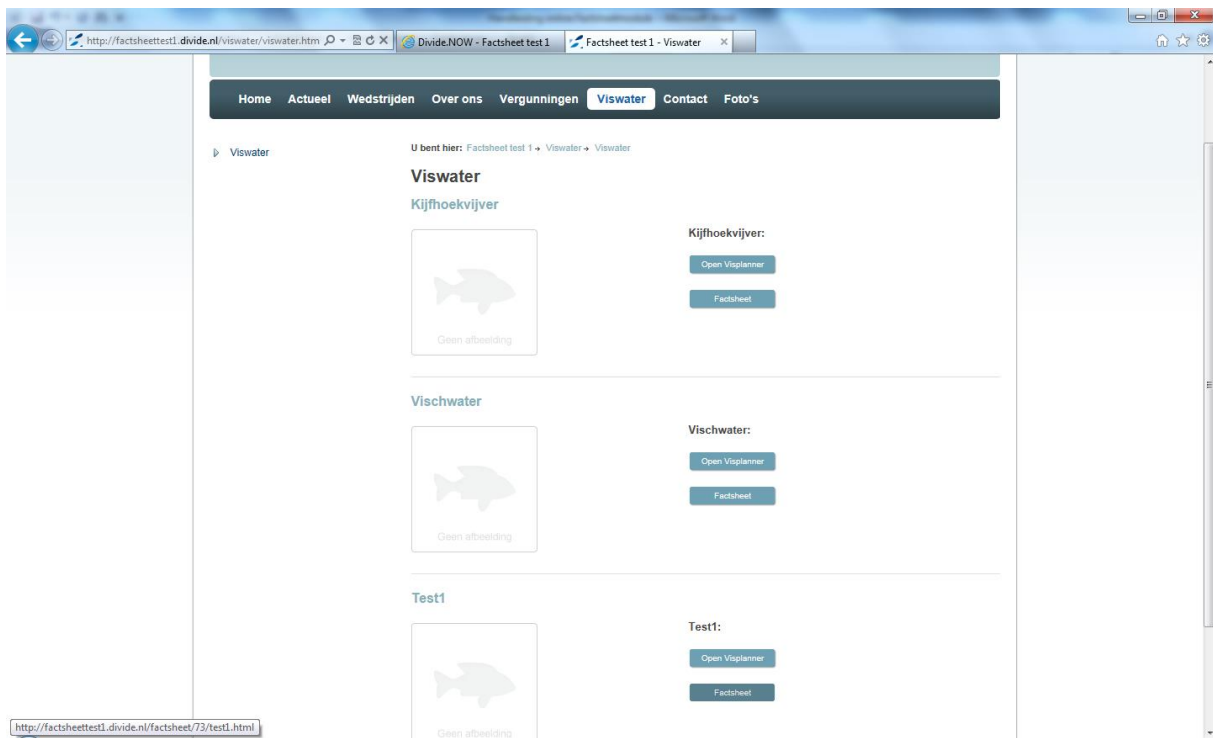 http://factsheettest1.divide.nl/viswater/viswater.htm
Divide.NOW - Factsheet test 1
Factsheet test 1 - Viswater
Home Actueel Wedstrijden Over ons Vergunningen Viswater Contact Foto's
Viswater
U bent hier: Factsheet test 1 → Viswater → Viswater
Viswater
Kijfhoekvijver
Geen afbeelding
Kijfhoekvijver:
Open Visplanner
Factsheet
Vischwater
Geen afbeelding
Vischwater:
Open Visplanner
Factsheet
Test1
Geen afbeelding
Test1:
Open Visplanner
Factsheet
http://factsheettest1.divide.nl/factsheet/73/test1.html